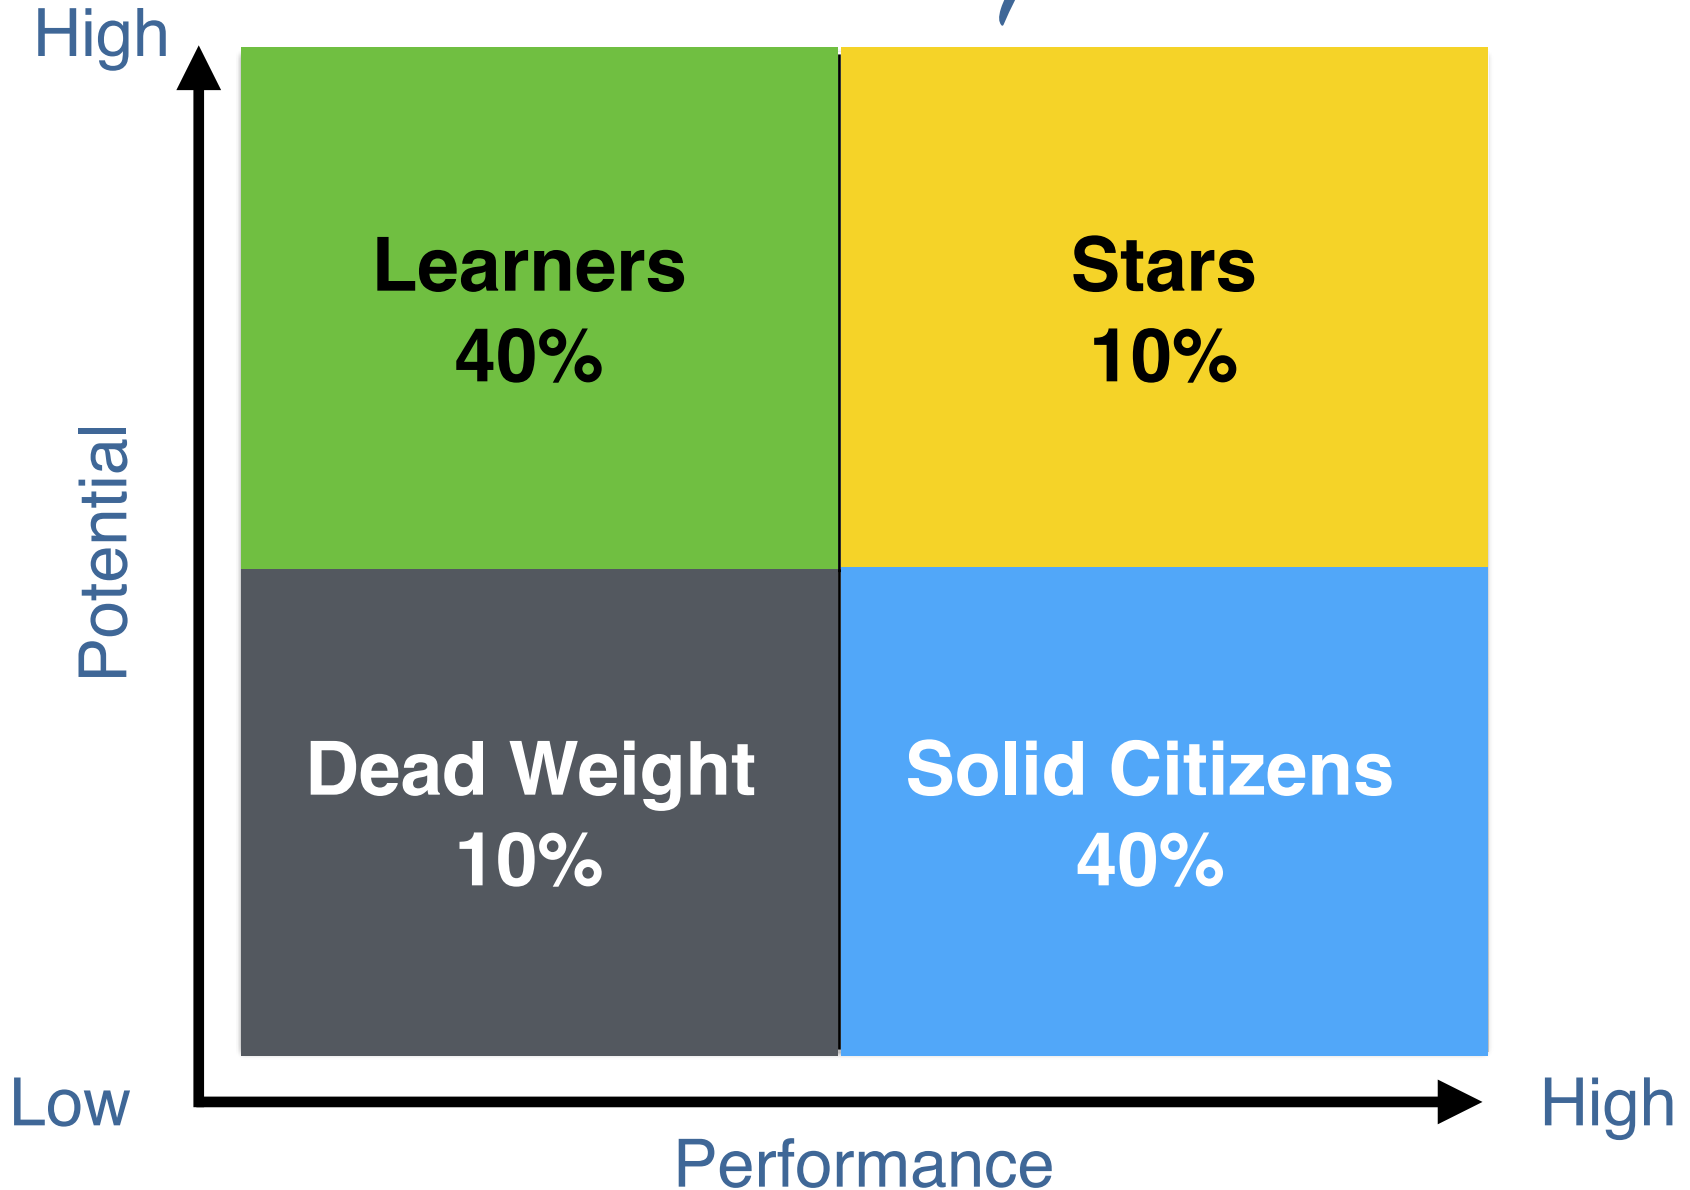 High
Learners
40%
Stars
10%
Potential
Dead Weight
10%
Solid Citizens
40%
Low
High
Performance